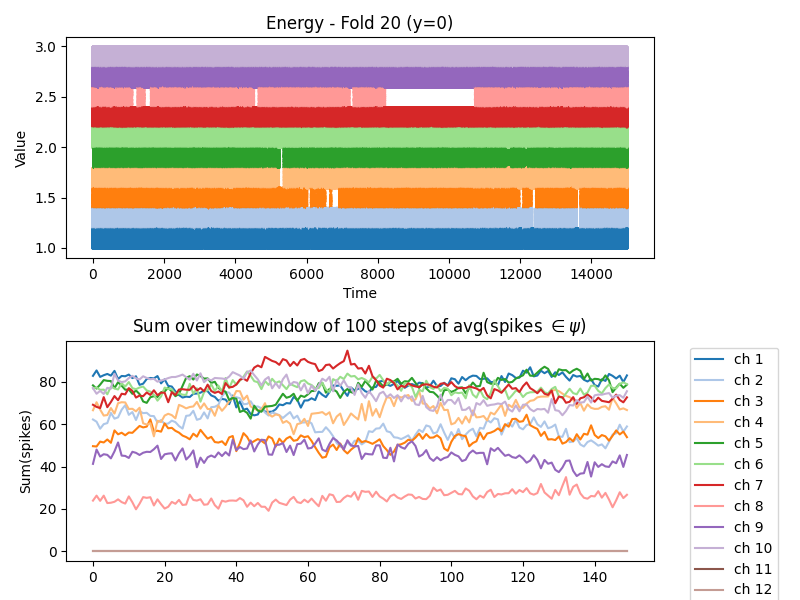 Energy - Fold 20 (y=0)
3.0
2.5
2.0
1.5
1.0
Value
0 2000 4000 6000 8000 10000 12000 14000
Time
Sum over timewindow of 100 steps of avg(spikes ∈ ψ)
80
60
40
20
0
Sum(spikes)
0 20 40 60 80 100 120 140
ch 1
ch 2
ch 3
ch 4
ch 5
ch 6
ch 7
ch 8
ch 9
ch 10
ch 11
ch 12